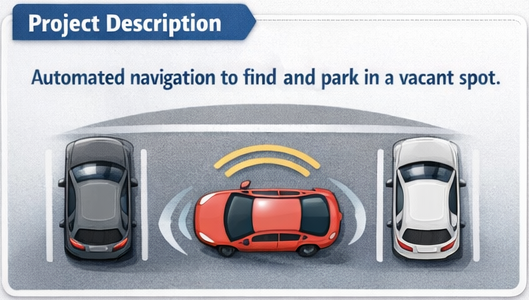 Project Description
Automated navigation to find and park in a vacant spot.